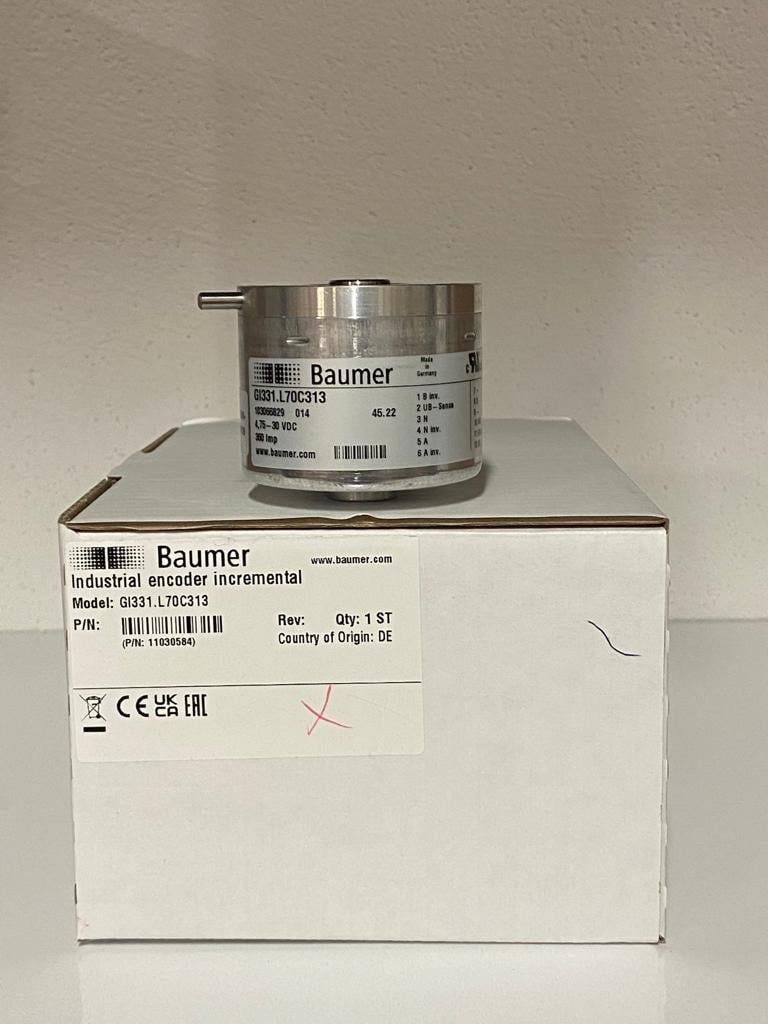 Baumer
Made
in
Germany
GI331.L70C313
103066829 014 45.22
4,75-30 VDC
360 Imp
www.baumer.com
1 B inv.
2 UB-Sense
3 N
4 N inv.
5 A
6 A inv.
Baumer
www.baumer.com
Industrial encoder incremental
Model: GI331.L70C313
P/N:
(P/N: 11030584)
Rev: Qty: 1 ST
Country of Origin: DE
CE UK CA EAC